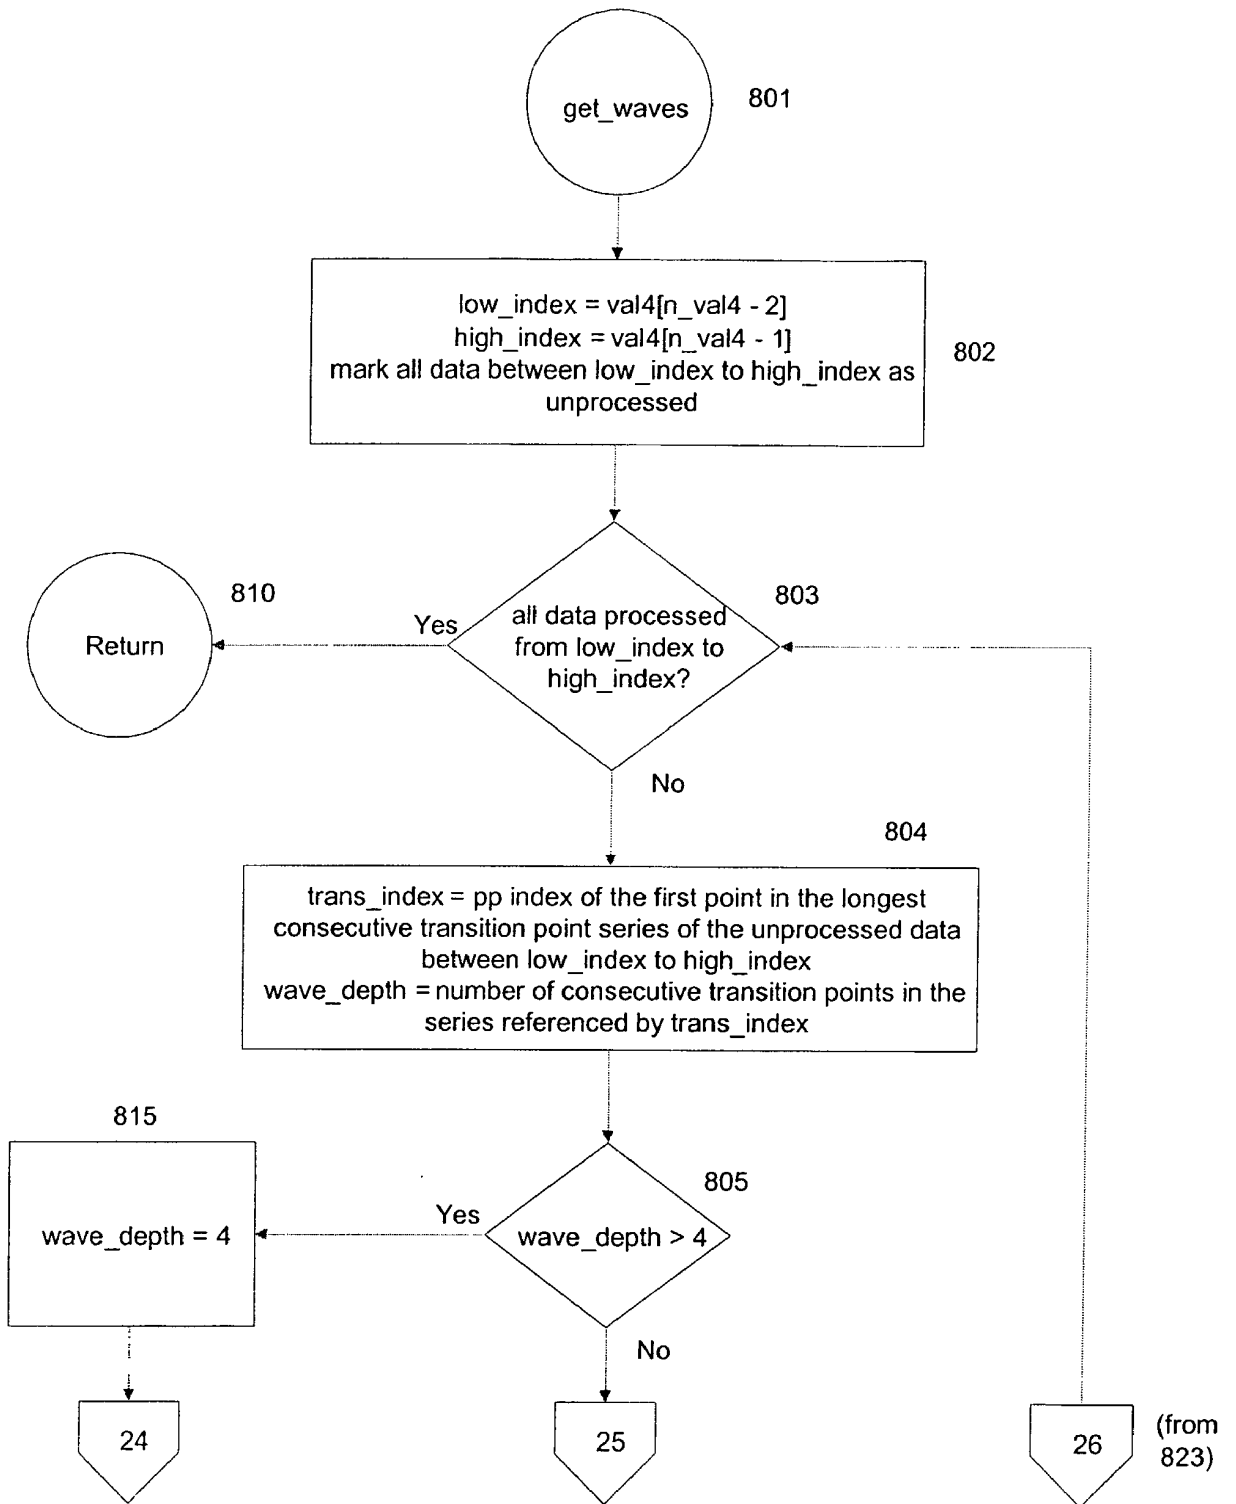 get_waves
801
low_index = val4[n_val4 - 2]
high_index = val4[n_val4 - 1]
mark all data between low_index to high_index as
unprocessed
802
810
803
Return
Yes
all data processed
from low_index to
high_index?
No
804
trans_index = pp index of the first point in the longest
consecutive transition point series of the unprocessed data
between low_index to high_index
wave_depth = number of consecutive transition points in the
series referenced by trans_index
815
805
wave_depth = 4
Yes
wave_depth > 4
No
24
25
26
(from
823)